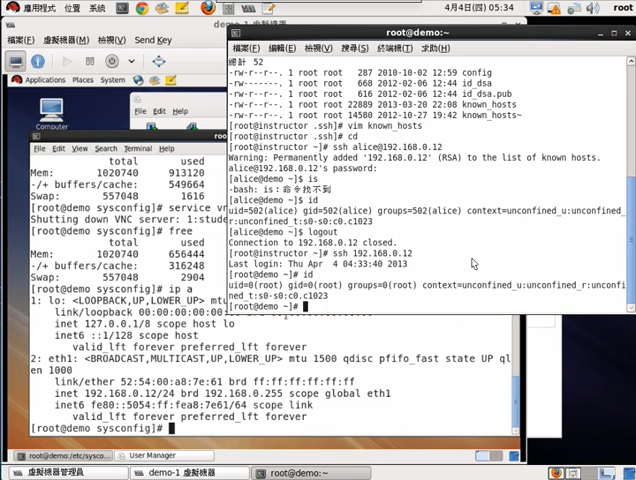 應用程式 位置 系統
4月4日(四) 05:34 root
demo-1 虛擬機器
檔案(F) 虛擬機器(M) 檢視(V) Send Key
Applications Places System
Computer
File Edit Help
root@demo:~
檔案(F) 編輯(E) 檢視(V) 搜尋(S) 終端機(T) 求助(H)
總計 52
-rw-r--r--. 1 root root 287 2010-10-02 12:59 config
-rw-------. 1 root root 668 2012-02-06 12:44 id_dsa
-rw-r--r--. 1 root root 616 2012-02-06 12:44 id_dsa.pub
-rw-r--r--. 1 root root 22889 2013-03-20 22:08 known_hosts
-rw-r--r--. 1 root root 14580 2012-10-27 19:42 known_hosts~
[root@instructor .ssh]# vim known_hosts
[root@instructor .ssh]# cd
[root@instructor ~]# ssh alice@192.168.0.12
Warning: Permanently added '192.168.0.12' (RSA) to the list of known hosts.
alice@192.168.0.12's password:
[alice@demo ~]$ is
-bash: is：命令找不到
[alice@demo ~]$ id
uid=502(alice) gid=502(alice) groups=502(alice) context=unconfined_u:unconfined_
r:unconfined_t:s0-s0:c0.c1023
[alice@demo ~]$ logout
Connection to 192.168.0.12 closed.
[root@instructor ~]# ssh 192.168.0.12
Last login: Thu Apr 4 04:33:40 2013
[root@demo ~]# id
uid=0(root) gid=0(root) groups=0(root) context=unconfined_u:unconfined_r:unconfi
ned_t:s0-s0:c0.c1023
[root@demo ~]#
File Edit View Search Terminal Help
total used
Mem: 1020740 913120
-/+ buffers/cache: 549664
Swap: 557048 1616
[root@demo sysconfig]# service vn
Shutting down VNC server: 1:stude
[root@demo sysconfig]# free
total used
Mem: 1020740 656444
-/+ buffers/cache: 316248
Swap: 557048 2904
[root@demo sysconfig]# ip a
1: lo: <LOOPBACK,UP,LOWER_UP> mtu
link/loopback 00:00:00:00:00:00
inet 127.0.0.1/8 scope host lo
inet6 ::1/128 scope host
valid_lft forever preferred_lft forever
2: eth1: <BROADCAST,MULTICAST,UP,LOWER_UP> mtu 1500 qdisc pfifo_fast state UP ql
en 1000
link/ether 52:54:00:a8:7e:61 brd ff:ff:ff:ff:ff:ff
inet 192.168.0.12/24 brd 192.168.0.255 scope global eth1
inet6 fe80::5054:ff:fea8:7e61/64 scope link
valid_lft forever preferred_lft forever
[root@demo sysconfig]#
root@demo:/etc/sysco... User Manager
虛擬機器管理員 demo-1 虛擬機器 root@demo:~